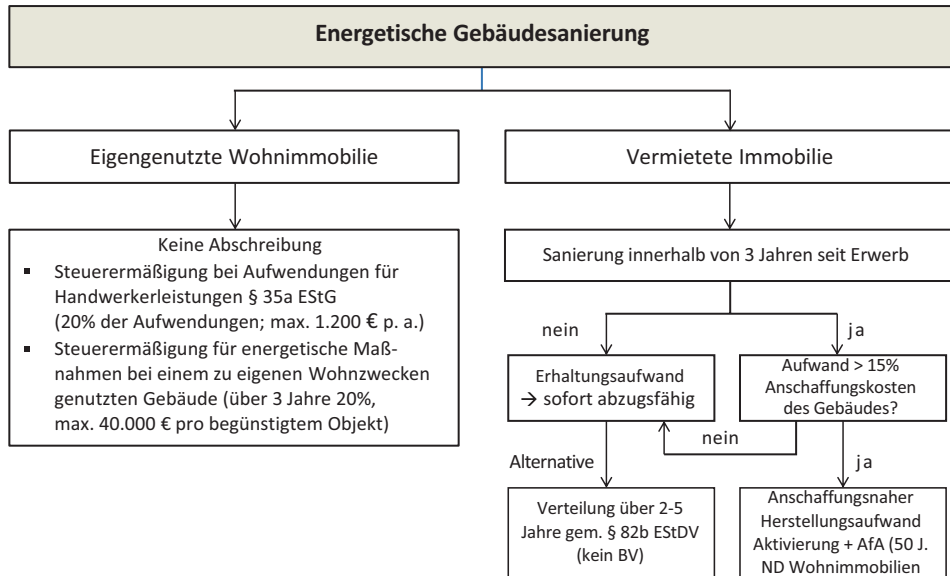 Energetische Gebäudesanierung
Eigengenutzte Wohnimmobilie
Keine Abschreibung
▪ Steuerermäßigung bei Aufwendungen für
Handwerkerleistungen § 35a EStG
(20% der Aufwendungen; max. 1.200 € p. a.)
▪ Steuerermäßigung für energetische Maß-
nahmen bei einem zu eigenen Wohnzwecken
genutzten Gebäude (über 3 Jahre 20%,
max. 40.000 € pro begünstigtem Objekt)
Vermietete Immobilie
Sanierung innerhalb von 3 Jahren seit Erwerb
nein
ja
Erhaltungsaufwand
→ sofort abzugsfähig
Aufwand > 15%
Anschaffungskosten
des Gebäudes?
nein
Alternative
ja
Verteilung über 2-5
Jahre gem. § 82b EStDV
(kein BV)
Anschaffungsnaher
Herstellungsaufwand
Aktivierung + AfA (50 J.
ND Wohnimmobilien